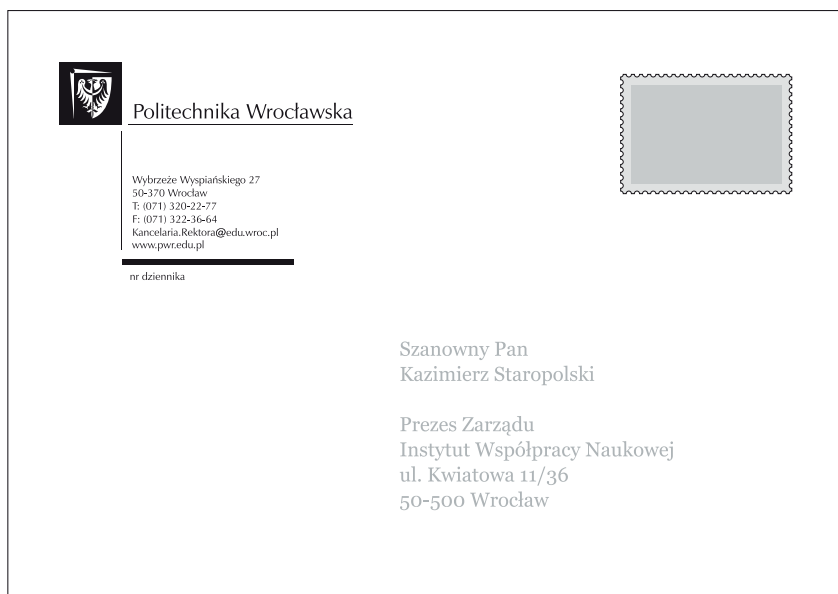 Politechnika Wrocławska
Wybrzeże Wyspiańskiego 27
50-370 Wrocław
T: (071) 320-22-77
F: (071) 322-36-64
Kancelaria.Rektora@edu.wroc.pl
www.pwr.edu.pl
nr dziennika
Szanowny Pan
Kazimierz Staropolski
Prezes Zarządu
Instytut Współpracy Naukowej
ul. Kwiatowa 11/36
50-500 Wrocław